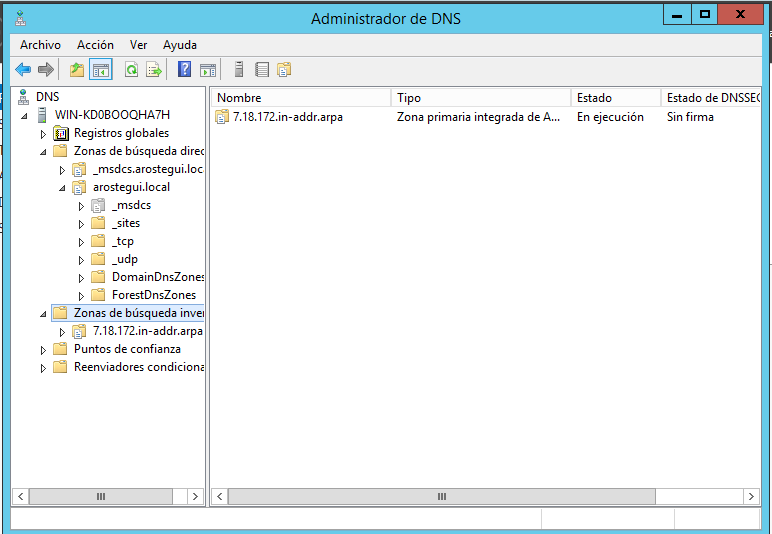 Administrador de DNS
Archivo Acción Ver Ayuda
DNS
WIN-KD0BOOQHA7H
Registros globales
Zonas de búsqueda direc
_msdcs.arostegui.loc
arostegui.local
_msdcs
_sites
_tcp
_udp
DomainDnsZones
ForestDnsZones
Zonas de búsqueda inver
7.18.172.in-addr.arpa
Puntos de confianza
Reenviadores condiciona
Nombre Tipo Estado Estado de DNSSEC
7.18.172.in-addr.arpa Zona primaria integrada de A... En ejecución Sin firma